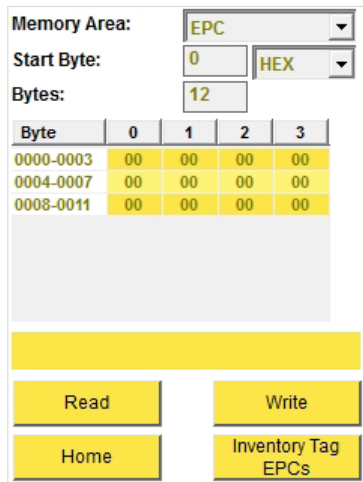 Memory Area: EPC
Start Byte: 0 HEX
Bytes: 12
Byte 0 1 2 3
0000-0003 00 00 00 00
0004-0007 00 00 00 00
0008-0011 00 00 00 00
Read Write
Home Inventory Tag
EPCs